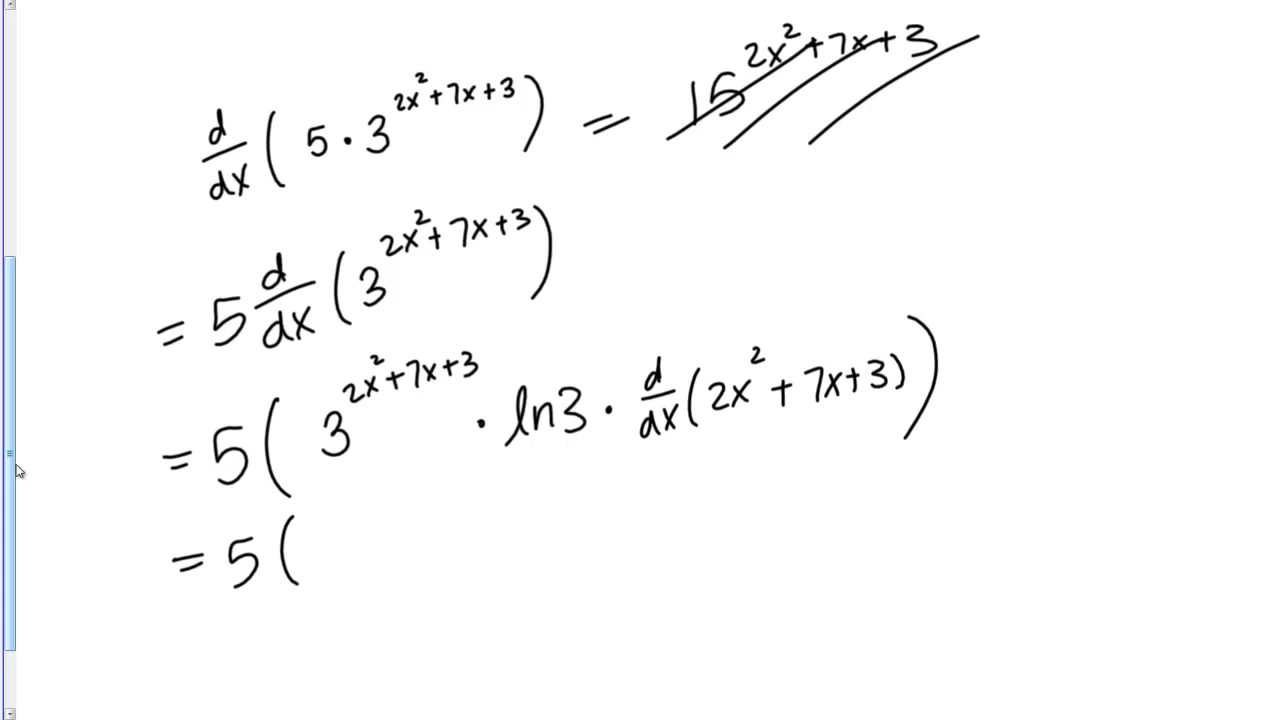 d/dx ( 5 · 3^(2x²+7x+3) ) = 15^(2x²+7x+3)
= 5 d/dx ( 3^(2x²+7x+3) )
= 5 ( 3^(2x²+7x+3) · ln3 · d/dx (2x² + 7x+3) )
= 5 (